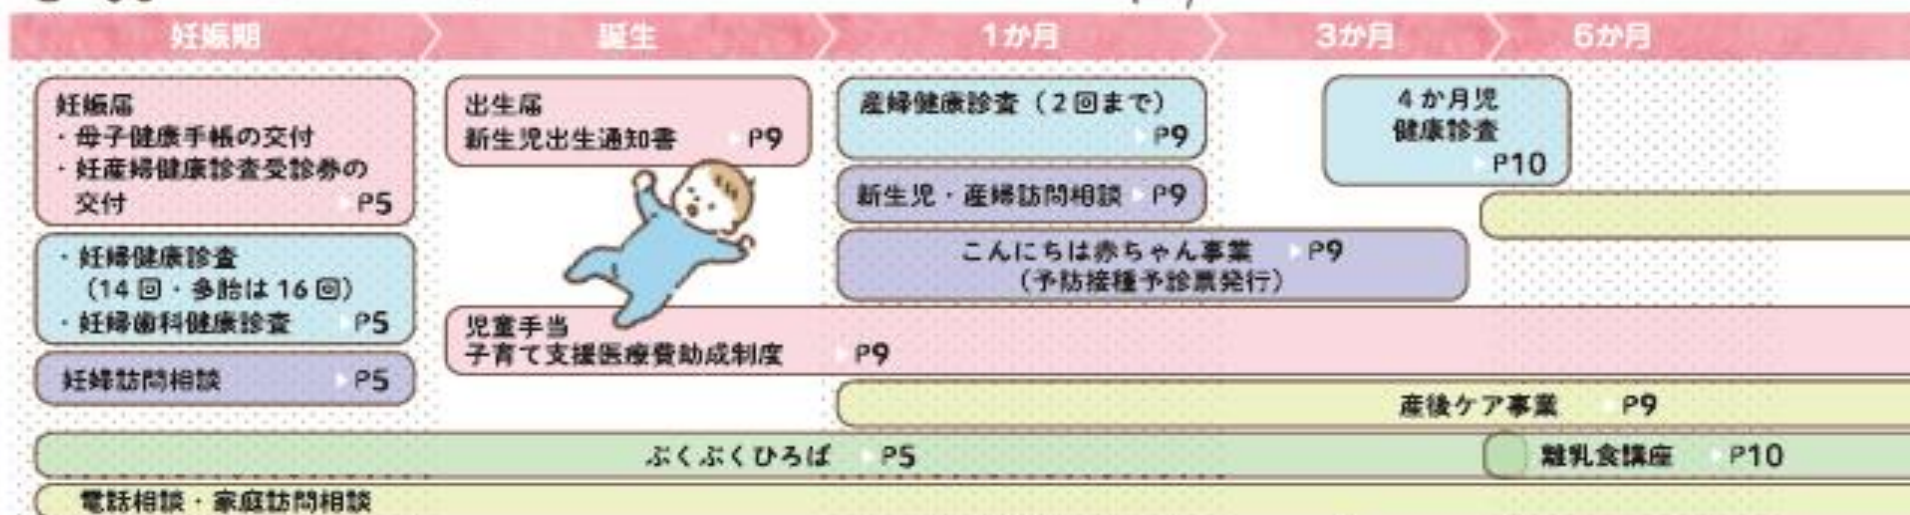 妊娠期
誕生
1か月
3か月
6か月
妊娠届
・母子健康手帳の交付
・妊産婦健康診査受診券の
交付 P5
・妊婦健康診査
（14回・多胎は16回）
・妊婦歯科健康診査 P5
妊婦訪問相談 P5
出生届
新生児出生通知書 P9
産婦健康診査（2回まで）
P9
新生児・産婦訪問相談 P9
こんにちは赤ちゃん事業 P9
（予防接種予診票発行）
4か月児
健康診査
P10
児童手当
子育て支援医療費助成制度 P9
産後ケア事業 P9
ぷくぷくひろば P5
離乳食講座 P10
電話相談・家庭訪問相談